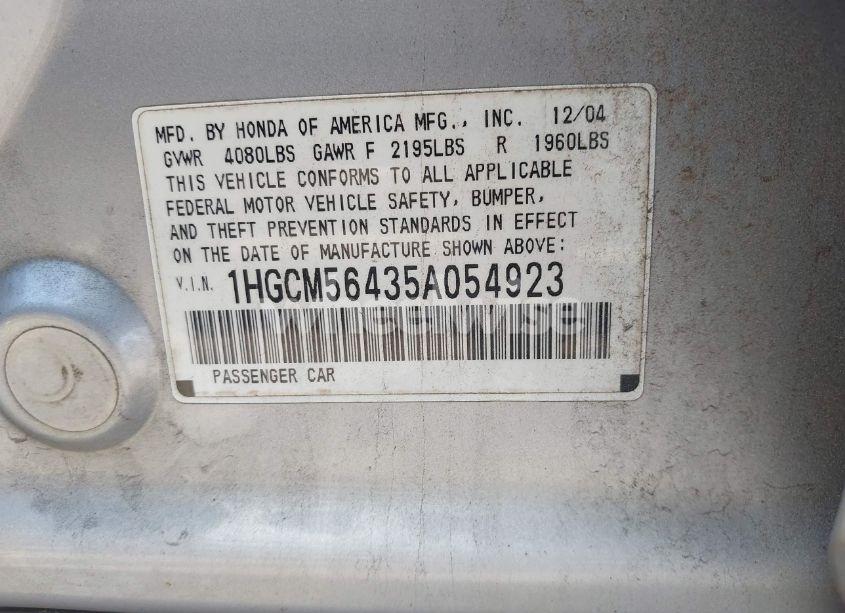 MFD. BY HONDA OF AMERICA MFG., INC. 12/04
GVWR 4080LBS GAWR F 2195LBS R 1960LBS
THIS VEHICLE CONFORMS TO ALL APPLICABLE
FEDERAL MOTOR VEHICLE SAFETY, BUMPER,
AND THEFT PREVENTION STANDARDS IN EFFECT
ON THE DATE OF MANUFACTURE SHOWN ABOVE:
V.I.N. 1HGCM56435A054923
wheelwise
PASSENGER CAR